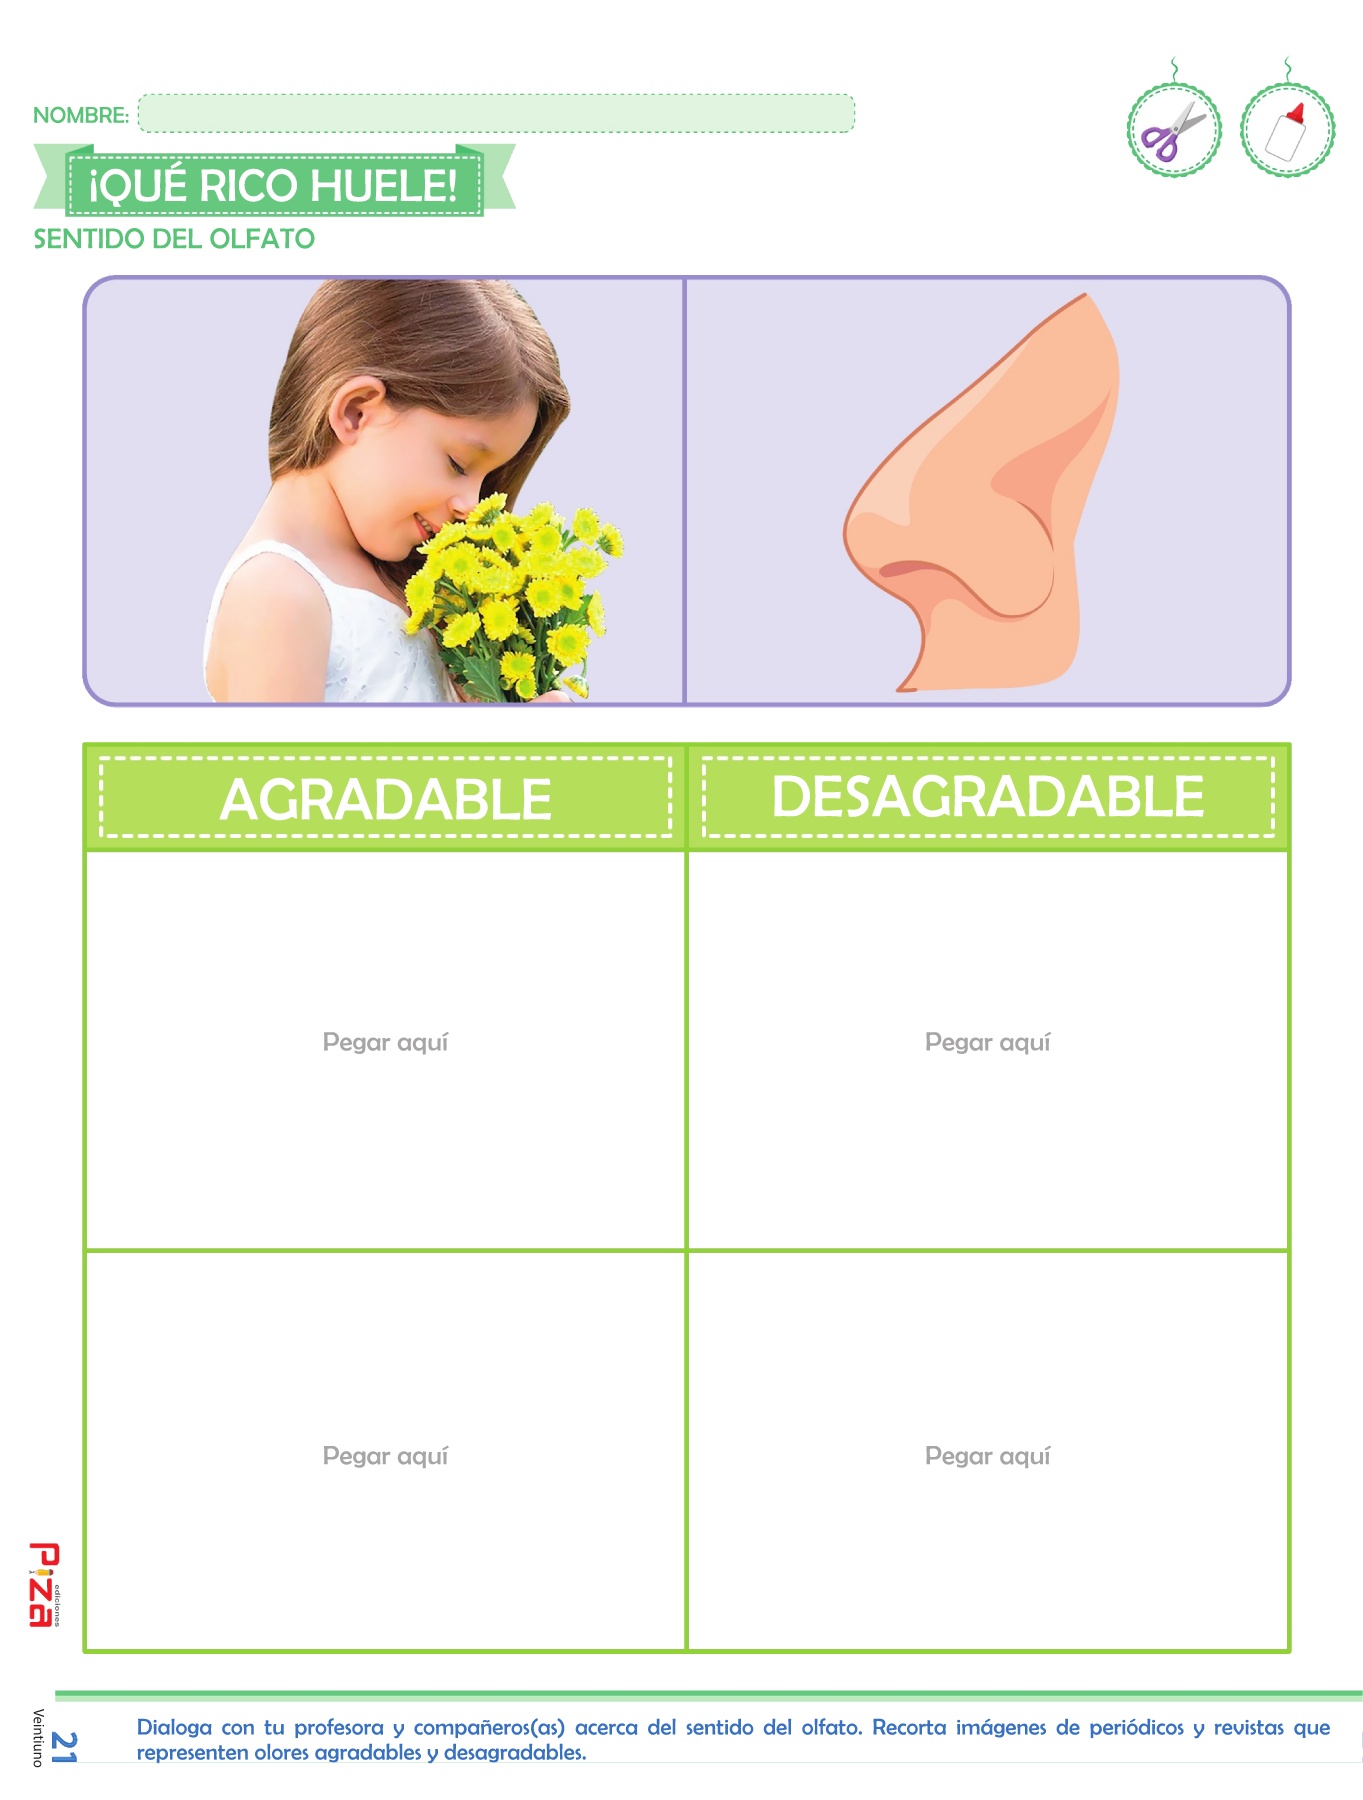 NOMBRE:
¡QUÉ RICO HUELE!
SENTIDO DEL OLFATO
AGRADABLE
DESAGRADABLE
Pegar aquí
Pegar aquí
Pegar aquí
Pegar aquí
Piza
ediciones
Veintiuno
21
Dialoga con tu profesora y compañeros(as) acerca del sentido del olfato. Recorta imágenes de periódicos y revistas que
representen olores agradables y desagradables.